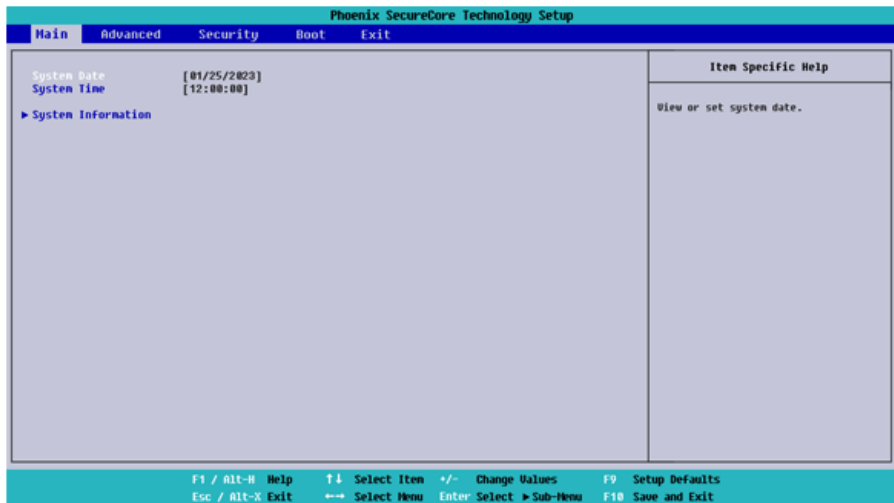 Phoenix SecureCore Technology Setup
Main Advanced Security Boot Exit
System Date [01/25/2023]
System Time [12:00:00]
▶ System Information
Item Specific Help
View or set system date.
F1 / Alt-H Help ↑↓ Select Item +/- Change Values F9 Setup Defaults
Esc / Alt-X Exit ←→ Select Menu Enter Select ▶ Sub-Menu F10 Save and Exit